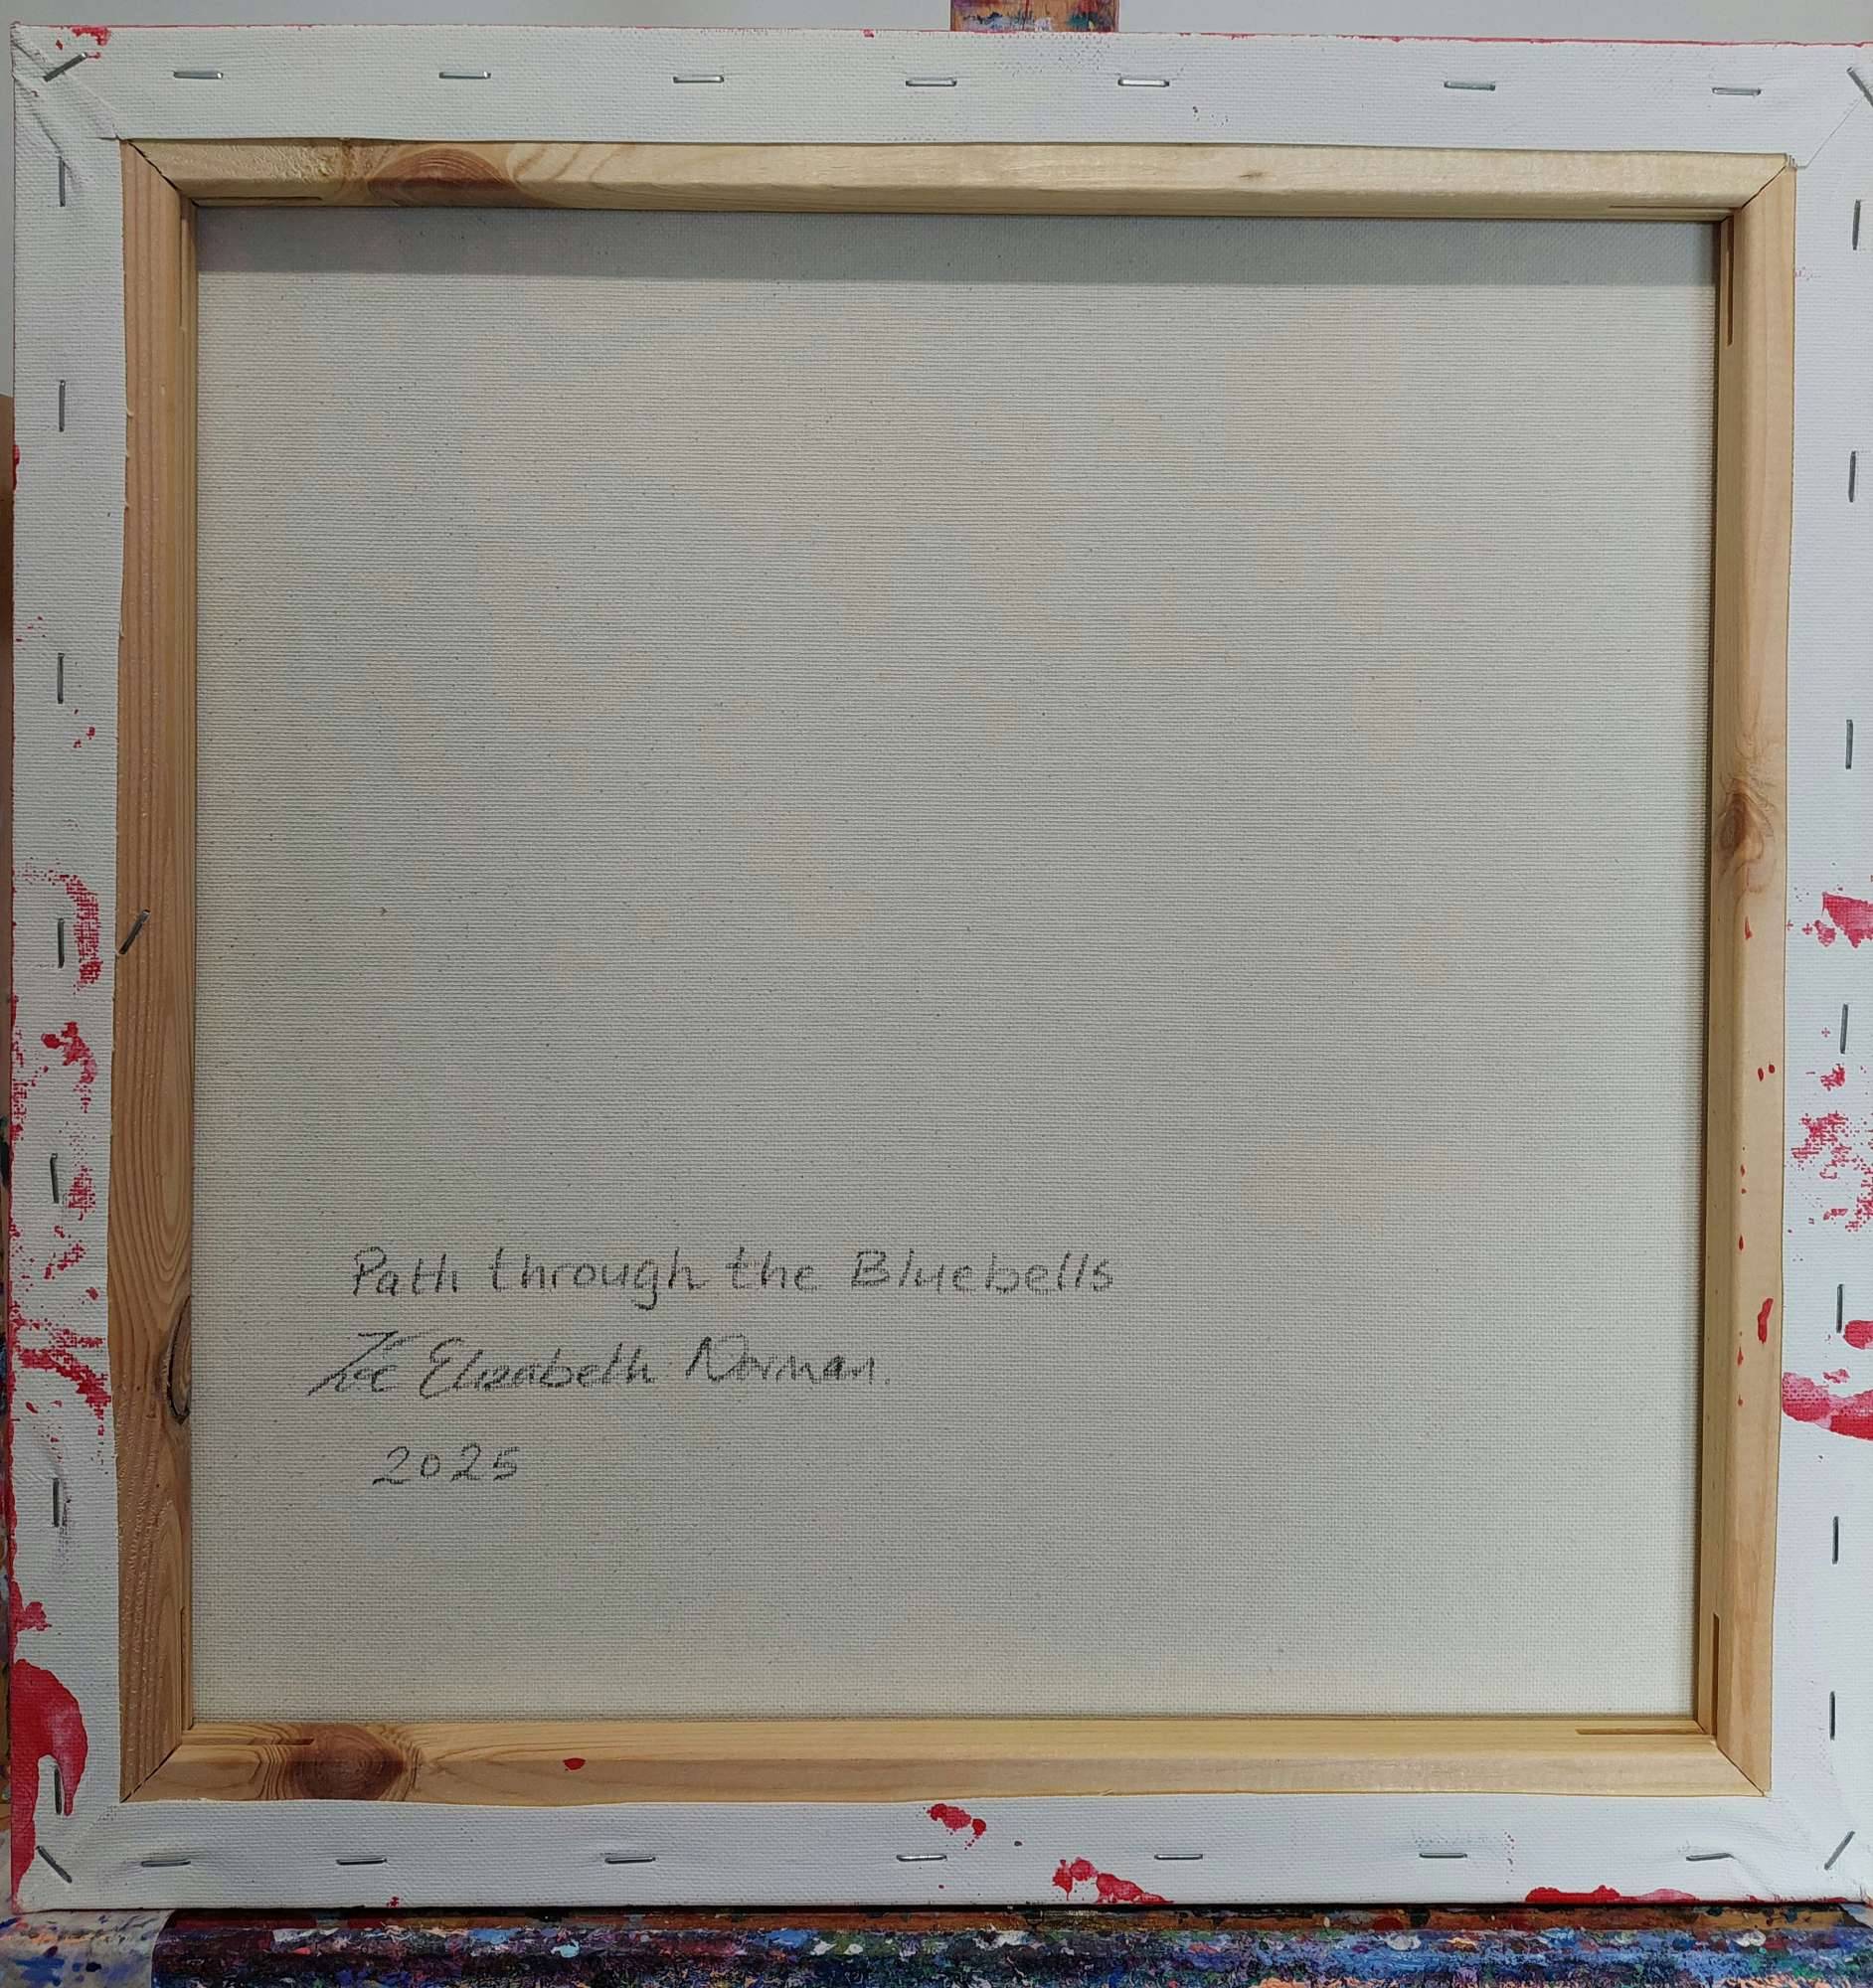 Path through the Bluebells
Zoe Elizabeth Norman.
2025